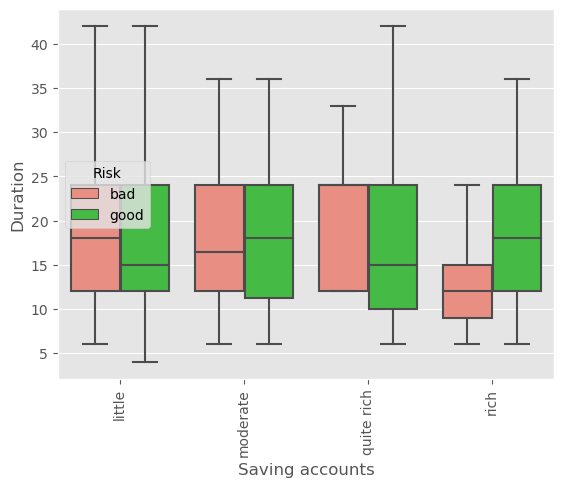 40
35
30
25
20
15
10
5
Duration
Risk
bad
good
little
moderate
quite rich
rich
Saving accounts